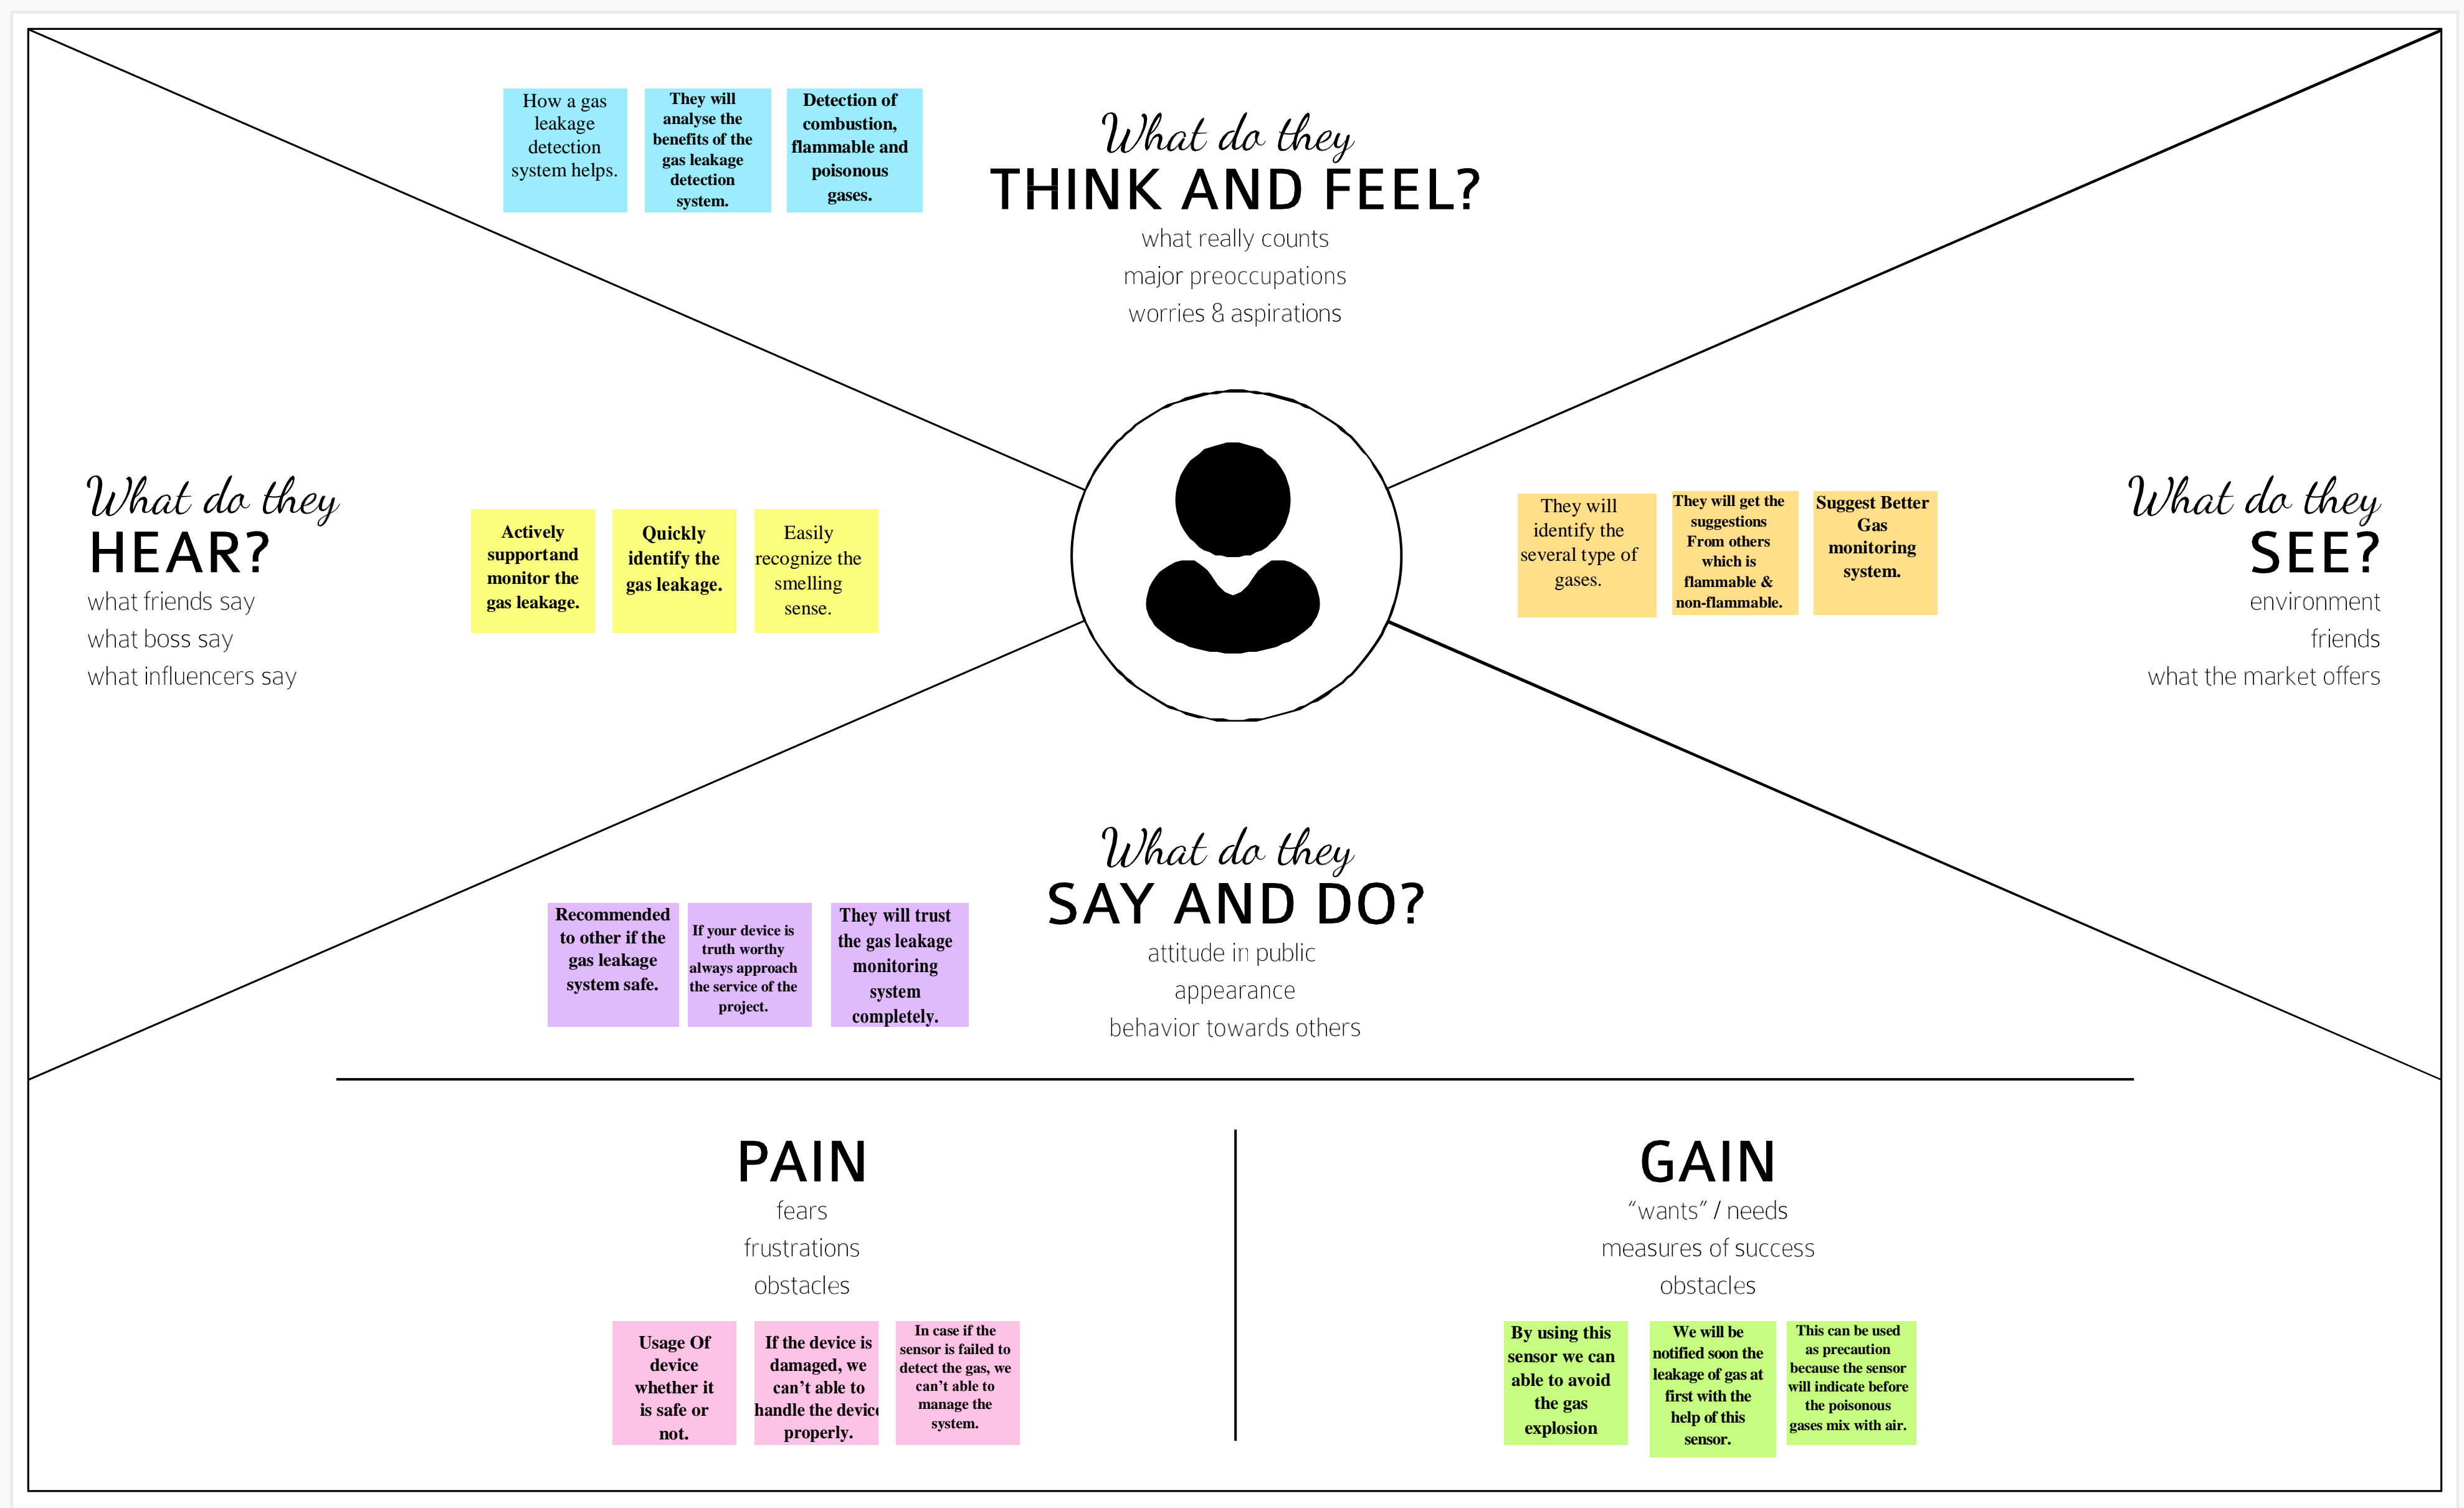 How a gas
leakage
detection
system helps.
They will
analyse the
benefits of the
gas leakage
detection
system.
Detection of
combustion,
flammable and
poisonous
gases.
What do they
THINK AND FEEL?
what really counts
major preoccupations
worries & aspirations
What do they
HEAR?
what friends say
what boss say
what influencers say
Actively
supportand
monitor the
gas leakage.
Quickly
identify the
gas leakage.
Easily
recognize the
smelling
sense.
They will
identify the
several type of
gases.
They will get the
suggestions
From others
which is
flammable &
non-flammable.
Suggest Better
Gas
monitoring
system.
What do they
SEE?
environment
friends
what the market offers
What do they
SAY AND DO?
attitude in public
appearance
behavior towards others
Recommended
to other if the
gas leakage
system safe.
If your device is
truth worthy
always approach
the service of the
project.
They will trust
the gas leakage
monitoring
system
completely.
PAIN
fears
frustrations
obstacles
Usage Of
device
whether it
is safe or
not.
If the device is
damaged, we
can't able to
handle the device
properly.
In case if the
sensor is failed to
detect the gas, we
can't able to
manage the
system.
GAIN
"wants" / needs
measures of success
obstacles
By using this
sensor we can
able to avoid
the gas
explosion
We will be
notified soon the
leakage of gas at
first with the
help of this
sensor.
This can be used
as precaution
because the sensor
will indicate before
the poisonous
gases mix with air.